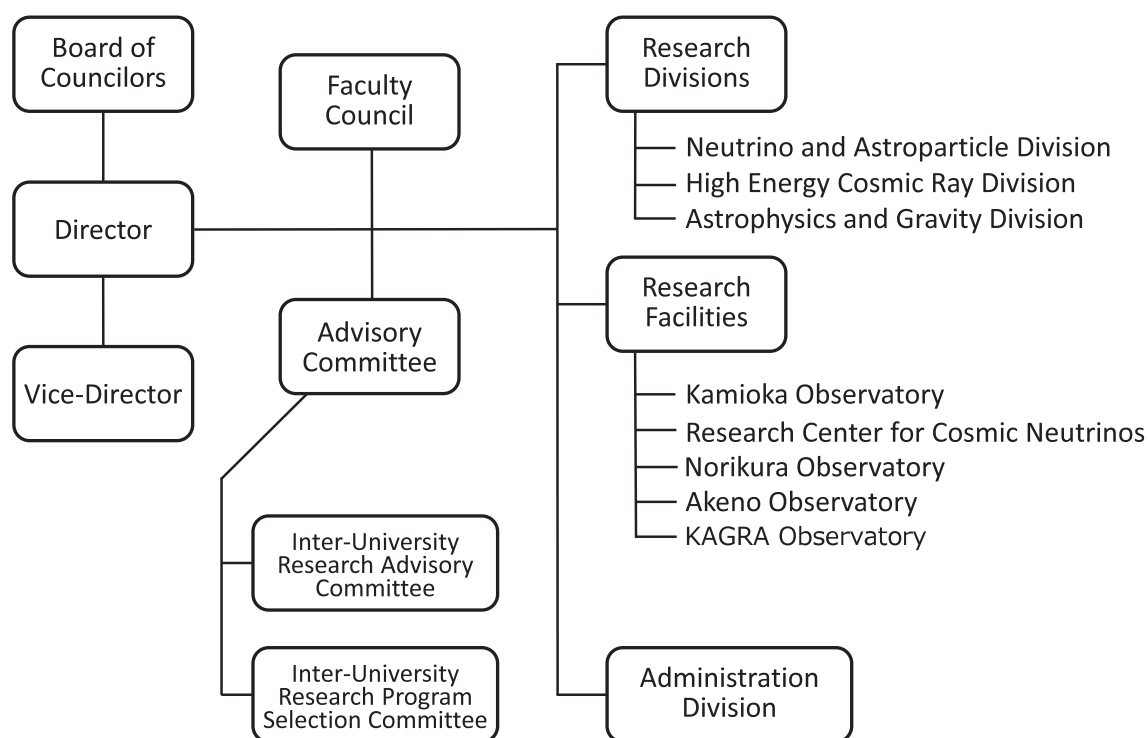 Board of
Councilors
Director
Vice-Director
Faculty
Council
Advisory
Committee
Inter-University
Research Advisory
Committee
Inter-University
Research Program
Selection Committee
Research
Divisions
Neutrino and Astroparticle Division
High Energy Cosmic Ray Division
Astrophysics and Gravity Division
Research
Facilities
Kamioka Observatory
Research Center for Cosmic Neutrinos
Norikura Observatory
Akeno Observatory
KAGRA Observatory
Administration
Division